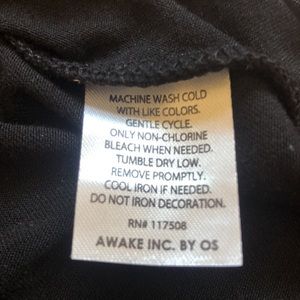 MACHINE WASH COLD
WITH LIKE COLORS.
GENTLE CYCLE.
ONLY NON-CHLORINE
BLEACH WHEN NEEDED.
TUMBLE DRY LOW.
REMOVE PROMPTLY.
COOL IRON IF NEEDED.
DO NOT IRON DECORATION.
RN# 117508
AWAKE INC. BY OS